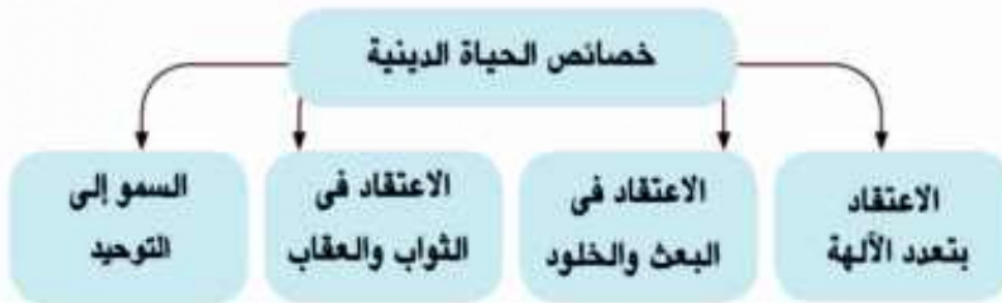 خصائص الحياة الدينية
الاعتقاد
بتعدد الآلهة
الاعتقاد فى
البعث والخلود
الاعتقاد فى
الثواب والعقاب
السمو إلى
التوحيد